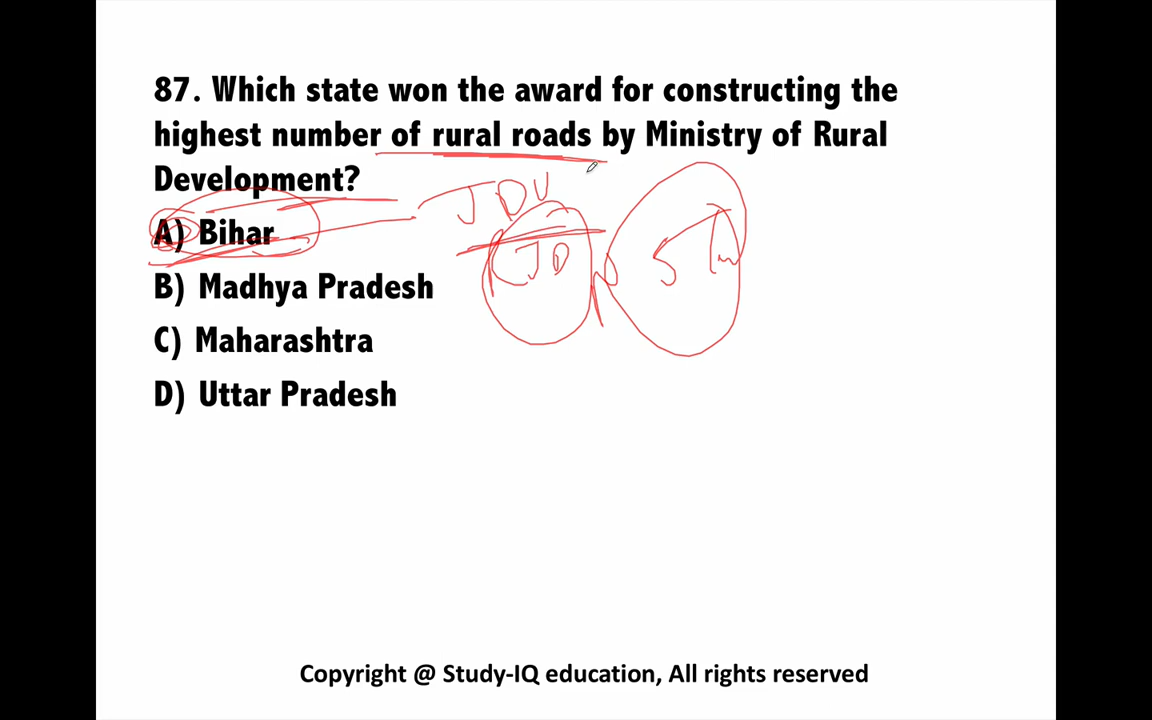 87. Which state won the award for constructing the
highest number of rural roads by Ministry of Rural
Development?
JDU
A) Bihar
JD
B) Madhya Pradesh
C) Maharashtra
D) Uttar Pradesh
Copyright @ Study-IQ education, All rights reserved